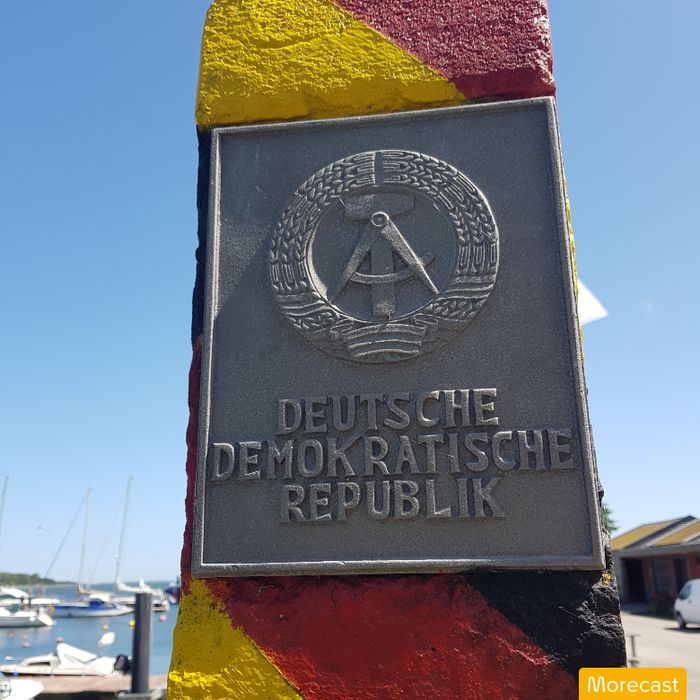 DEUTSCHE
DEMOKRATISCHE
REPUBLIK
Morecast